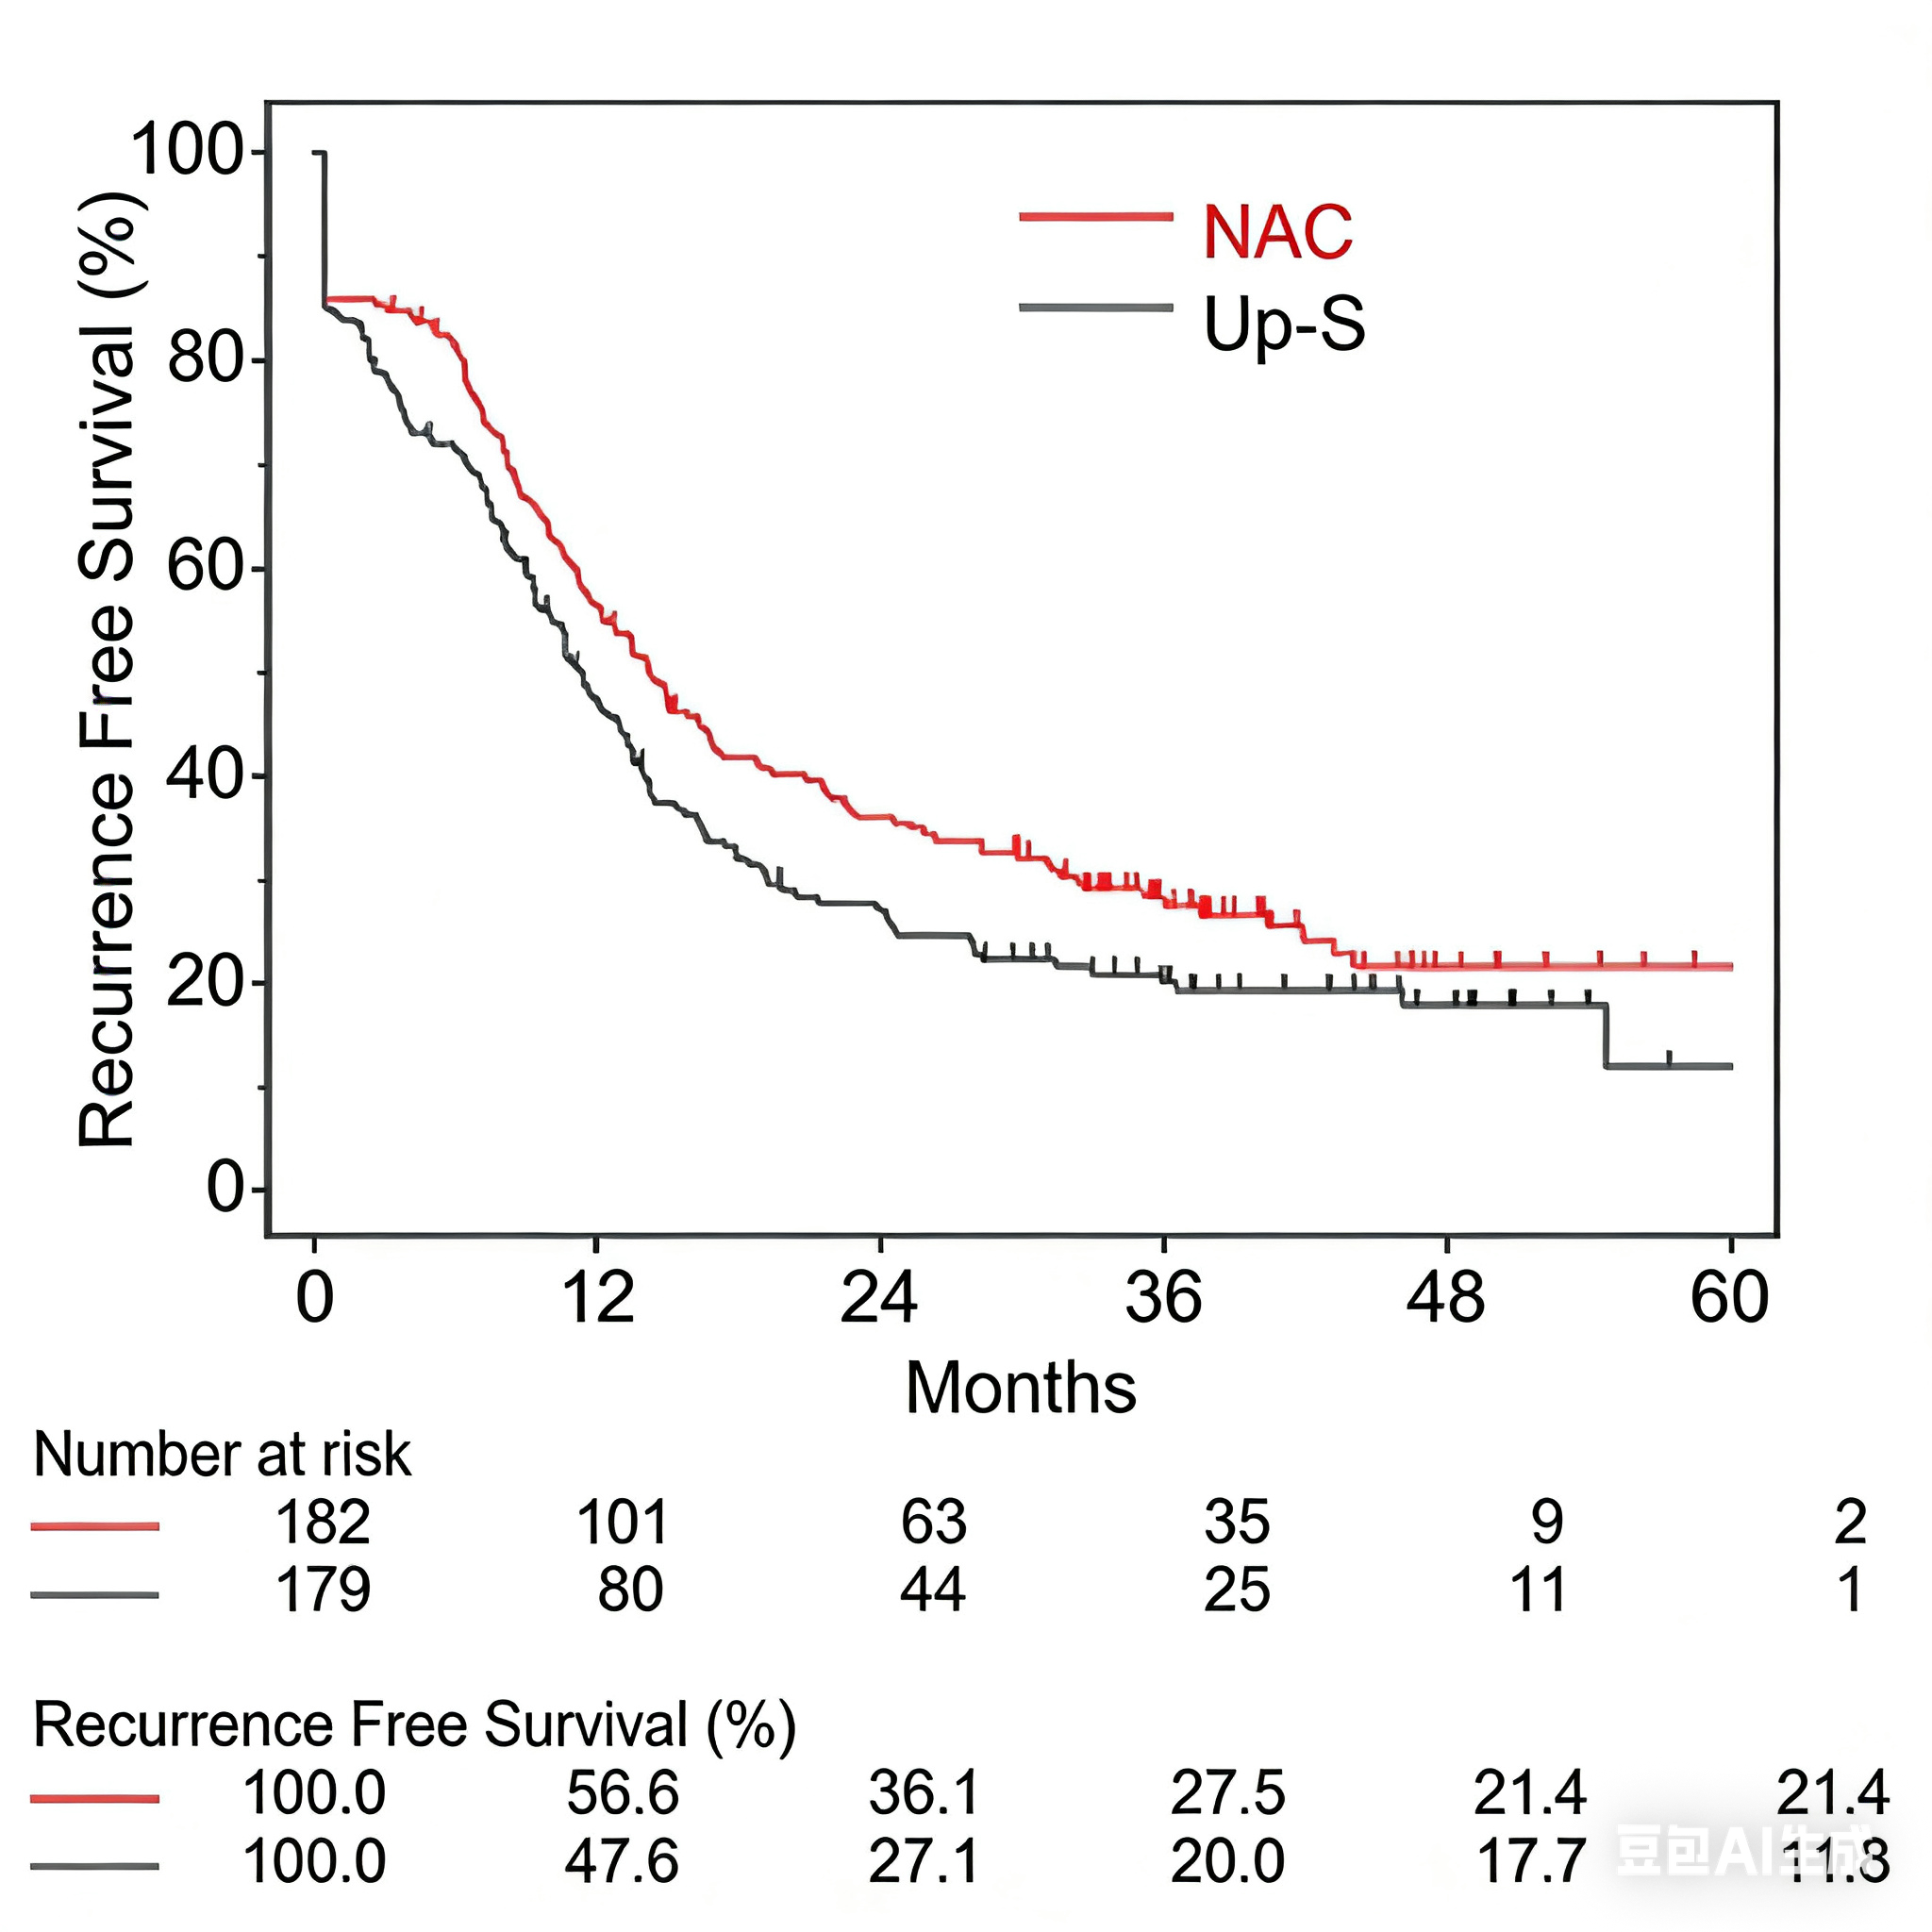 100
80
60
40
20
0
Recurrence Free Survival (%)
NAC
Up-S
0 12 24 36 48 60
Months
Number at risk
182 101 63 35 9 2
179 80 44 25 11 1
Recurrence Free Survival (%)
100.0 56.6 36.1 27.5 21.4 21.4
100.0 47.6 27.1 20.0 17.7 11.8
豆包AI生成